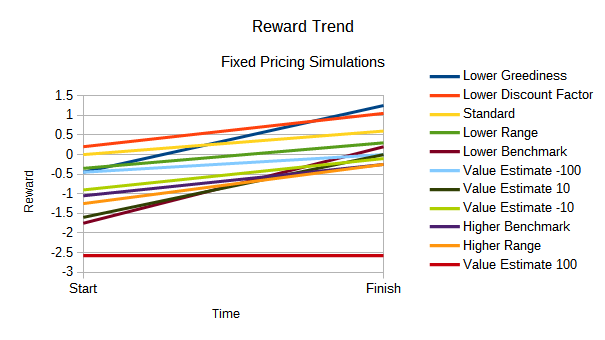 Reward Trend
Fixed Pricing Simulations
1.5
1
0.5
0
-0.5
-1
-1.5
-2
-2.5
-3
Reward
Start
Finish
Time
Lower Greediness
Lower Discount Factor
Standard
Lower Range
Lower Benchmark
Value Estimate -100
Value Estimate 10
Value Estimate -10
Higher Benchmark
Higher Range
Value Estimate 100